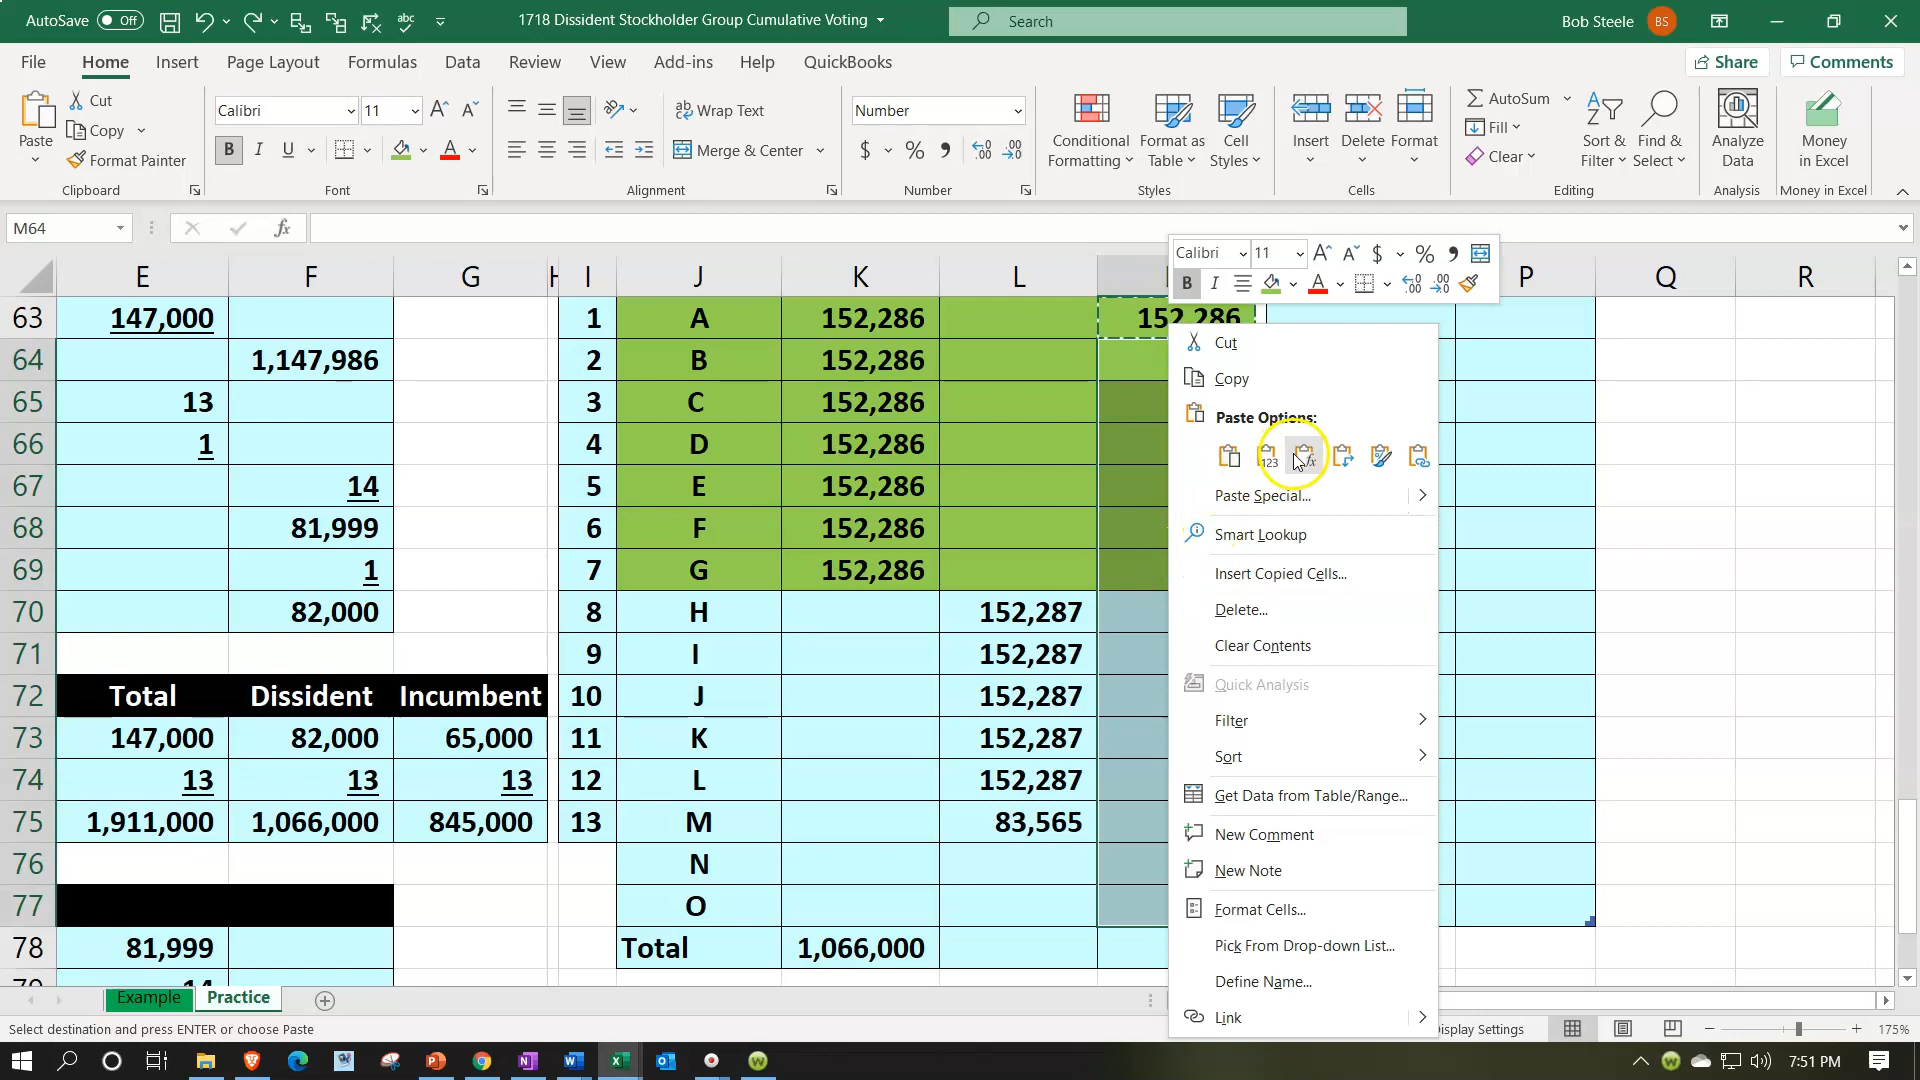 AutoSave Off 1718 Dissident Stockholder Group Cumulative Voting Search Bob Steele BS
File Home Insert Page Layout Formulas Data Review View Add-ins Help QuickBooks Share Comments
Paste Cut Copy Format Painter
Calibri 11
B I U
Wrap Text
Merge & Center
Number
$ % 9
Conditional Formatting Format as Table Cell Styles
Insert Delete Format
AutoSum Fill Clear
Sort & Filter Find & Select
Analyze Data
Money in Excel
Clipboard Font Alignment Number Styles Cells Editing Analysis Money in Excel
M64 fx
E F G H I J K L P Q R
63 147,000 1 A 152,286 152,286
64 1,147,986 2 B 152,286
65 13 3 C 152,286
66 1 4 D 152,286
67 14 5 E 152,286
68 81,999 6 F 152,286
69 1 7 G 152,286
70 82,000 8 H 152,287
71 9 I 152,287
72 Total Dissident Incumbent 10 J 152,287
73 147,000 82,000 65,000 11 K 152,287
74 13 13 13 12 L 152,287
75 1,911,000 1,066,000 845,000 13 M 83,565
76 N
77 O
78 81,999 Total 1,066,000
Calibri 11 $ %
B I A
Cut
Copy
Paste Options:
Paste Special...
Smart Lookup
Insert Copied Cells...
Delete...
Clear Contents
Quick Analysis
Filter
Sort
Get Data from Table/Range...
New Comment
New Note
Format Cells...
Pick From Drop-down List...
Define Name...
Link
Example Practice
Select destination and press ENTER or choose Paste isplay Settings 175%
7:51 PM